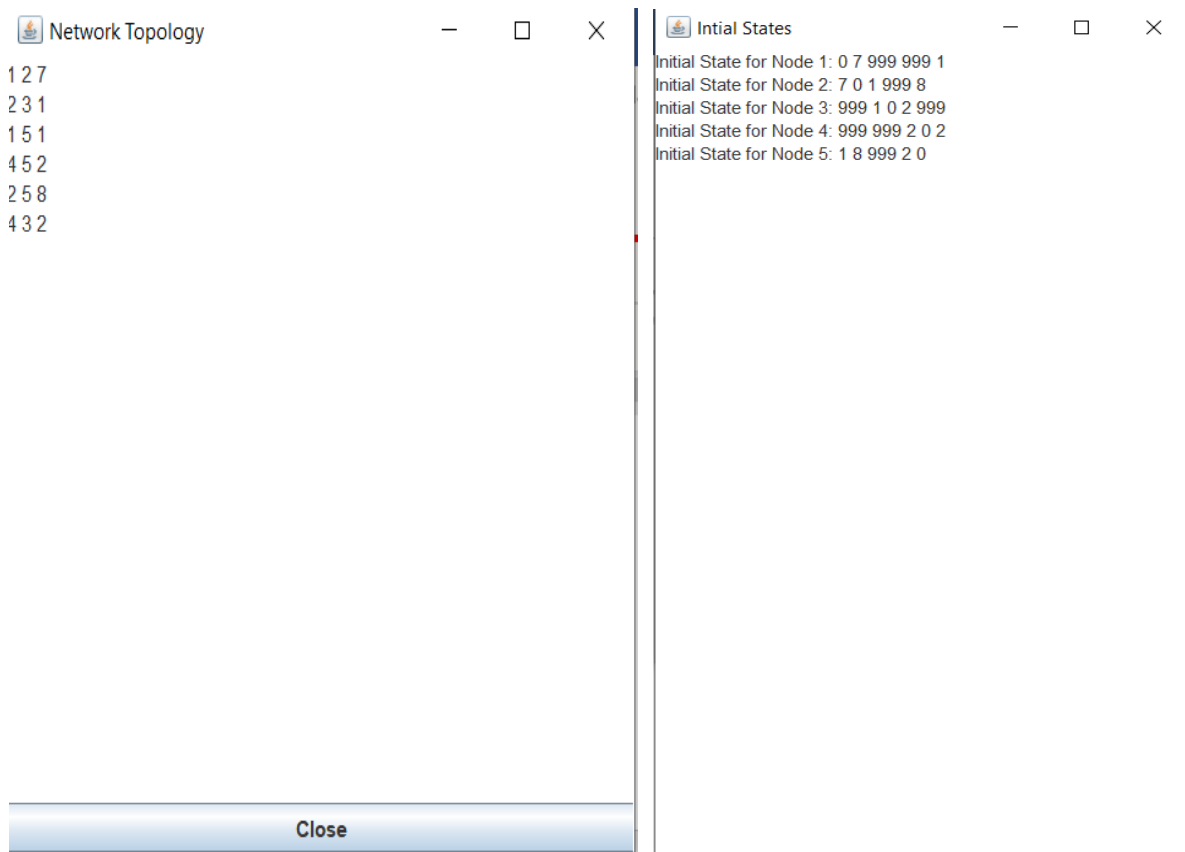 Network Topology
1 2 7
2 3 1
1 5 1
4 5 2
2 5 8
4 3 2
Close
Intial States
Initial State for Node 1: 0 7 999 999 1
Initial State for Node 2: 7 0 1 999 8
Initial State for Node 3: 999 1 0 2 999
Initial State for Node 4: 999 999 2 0 2
Initial State for Node 5: 1 8 999 2 0